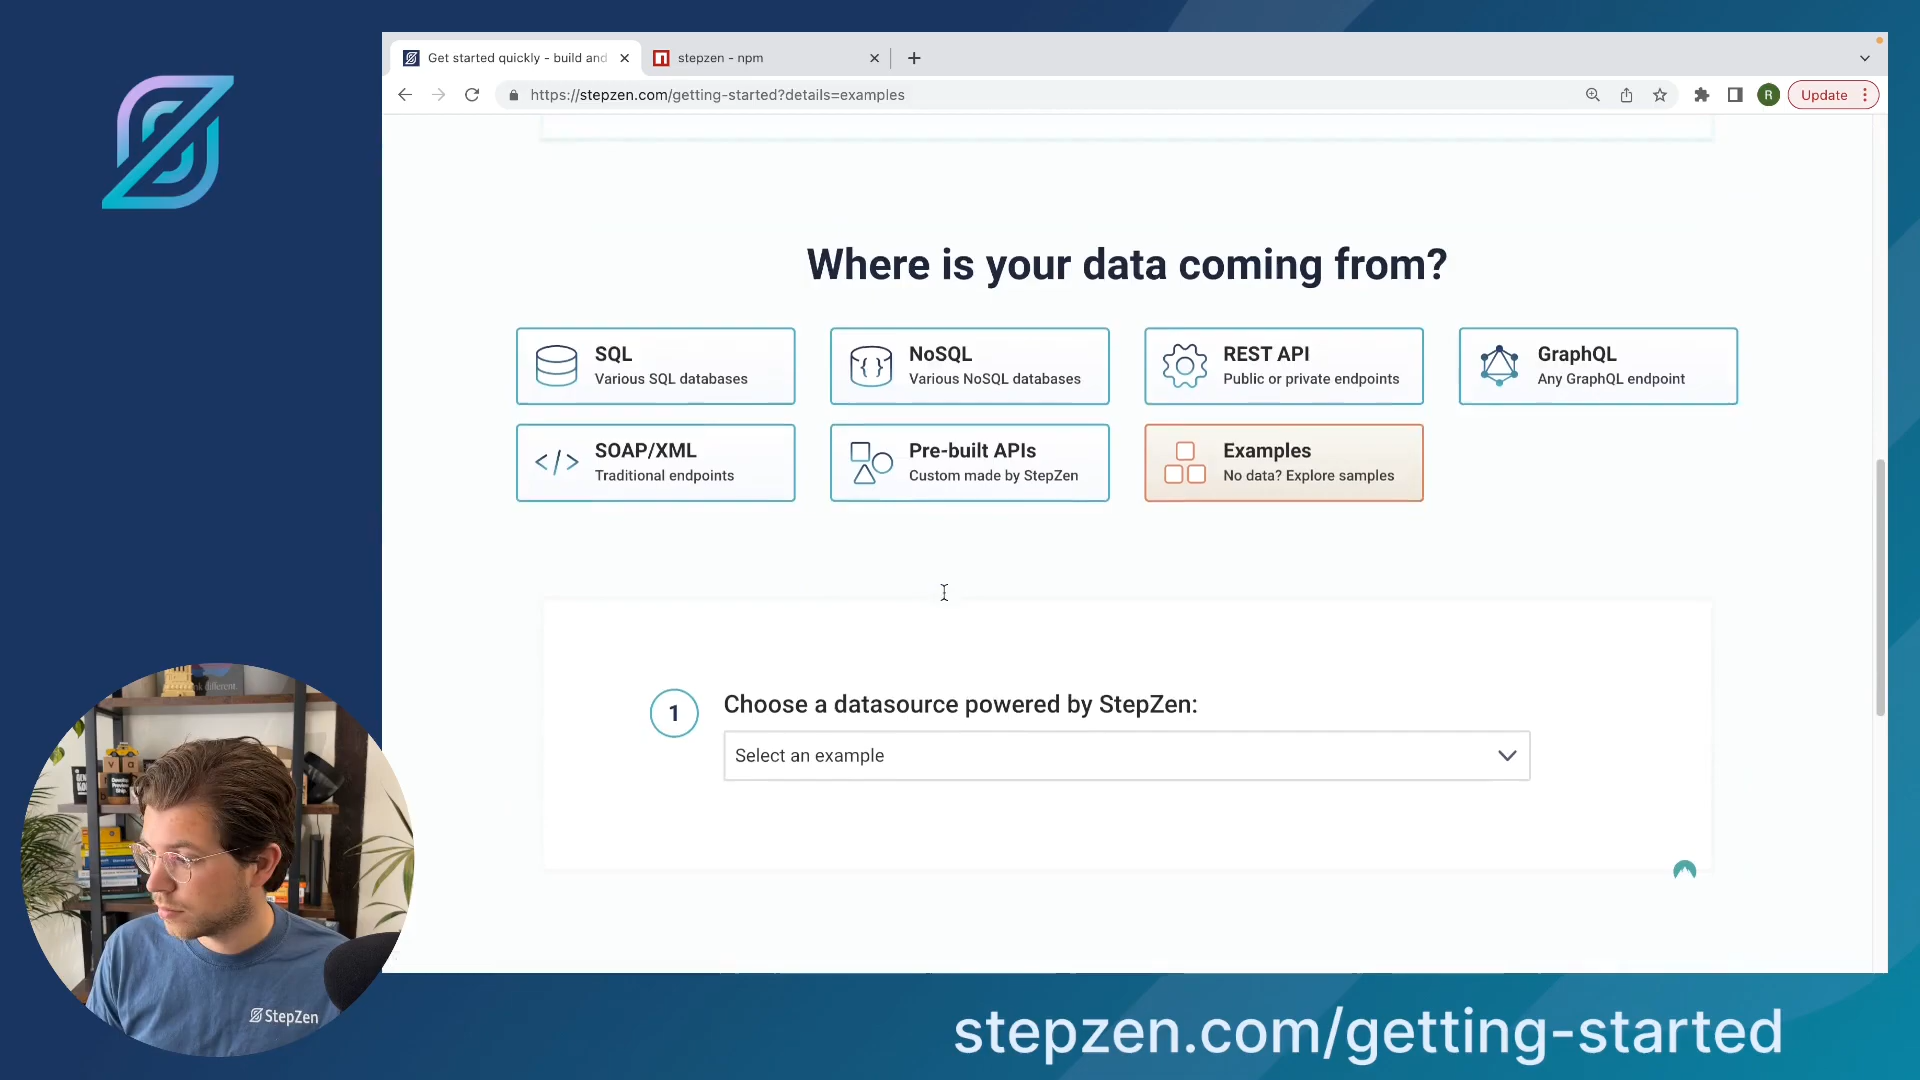 Get started quickly - build and
stepzen - npm
https://stepzen.com/getting-started?details=examples
R
Update
Where is your data coming from?
SQL
Various SQL databases
NoSQL
Various NoSQL databases
REST API
Public or private endpoints
GraphQL
Any GraphQL endpoint
SOAP/XML
Traditional endpoints
Pre-built APIs
Custom made by StepZen
Examples
No data? Explore samples
1
Choose a datasource powered by StepZen:
Select an example
StepZen
stepzen.com/getting-started